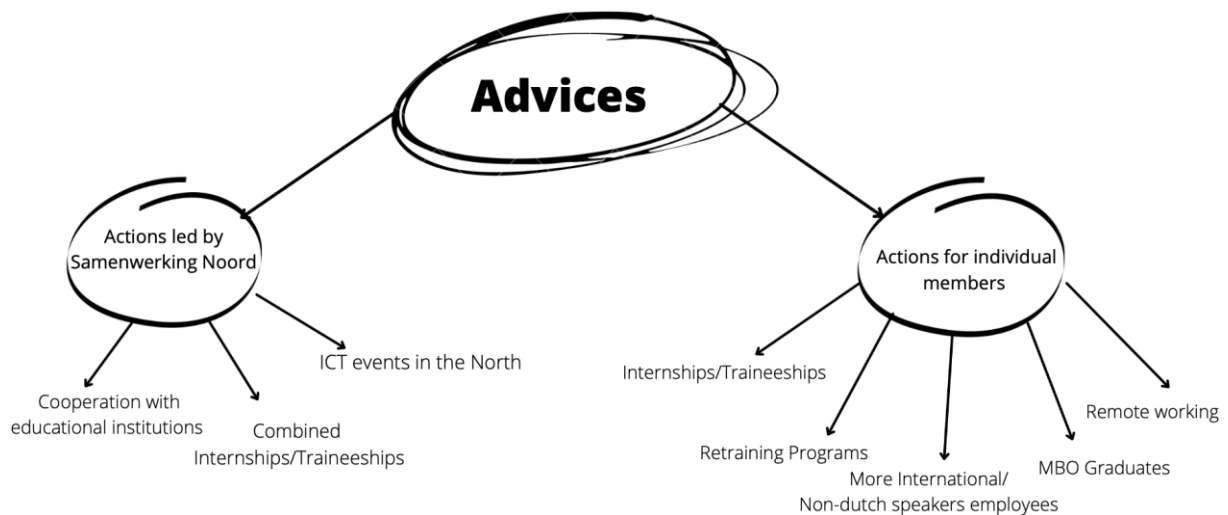 Advices
Actions led by
Samenwerking Noord
Actions for individual
members
ICT events in the North
Cooperation with
educational institutions
Combined
Internships/Traineeships
Internships/Traineeships
Retraining Programs
More International/
Non-dutch speakers employees
MBO Graduates
Remote working